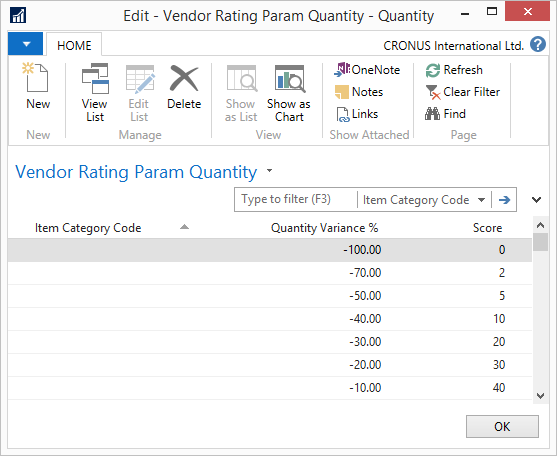 Edit - Vendor Rating Param Quantity - Quantity
HOME
CRONUS International Ltd.
New
View List
Edit List
Delete
Show as List
Show as Chart
OneNote
Notes
Links
Refresh
Clear Filter
Find
New
Manage
View
Show Attached
Page
Vendor Rating Param Quantity
Type to filter (F3)
Item Category Code
Item Category Code Quantity Variance % Score
-100.00 0
-70.00 2
-50.00 5
-40.00 10
-30.00 20
-20.00 30
-10.00 40
OK